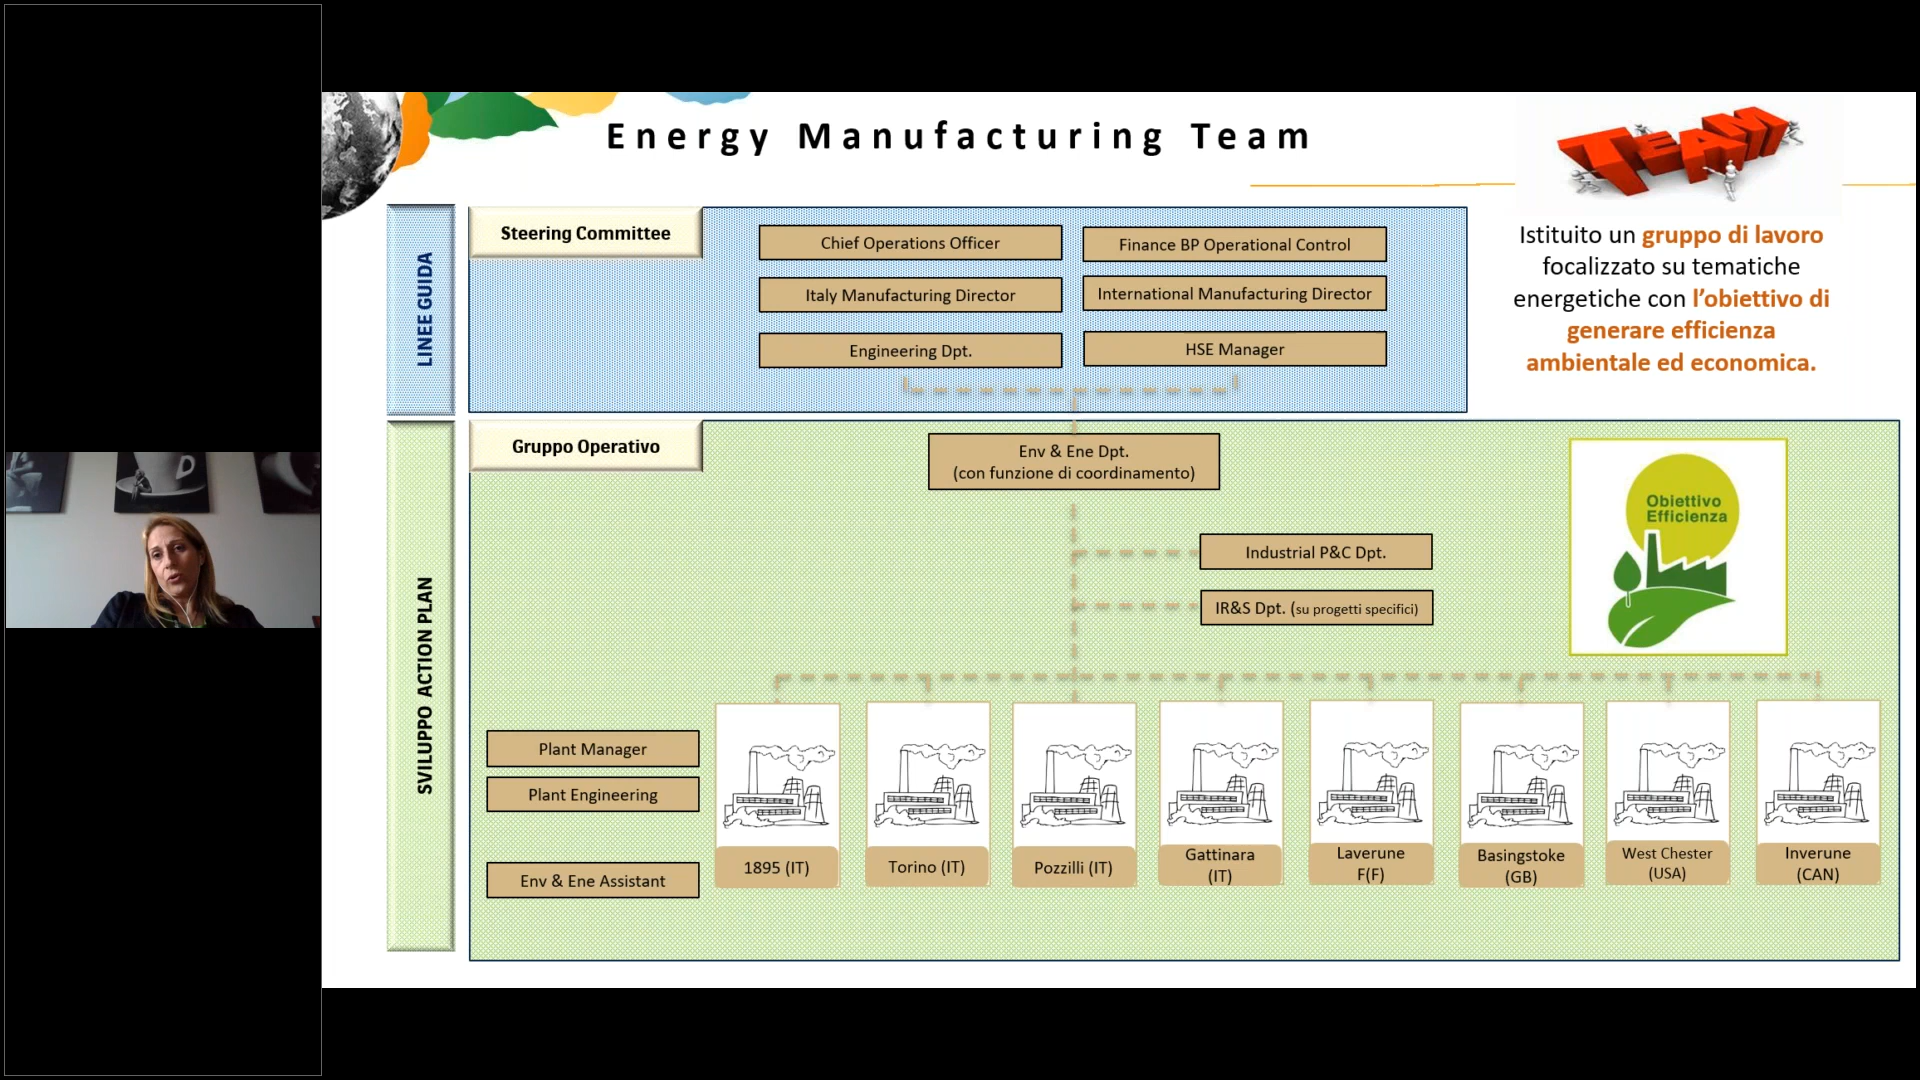 Energy Manufacturing Team
TEAM
Istituito un gruppo di lavoro
focalizzato su tematiche
energetiche con l'obiettivo di
generare efficienza
ambientale ed economica.
LINEE GUIDA
Steering Committee
Chief Operations Officer
Finance BP Operational Control
Italy Manufacturing Director
International Manufacturing Director
Engineering Dpt.
HSE Manager
SVILUPPO ACTION PLAN
Gruppo Operativo
Env & Ene Dpt.
(con funzione di coordinamento)
Industrial P&C Dpt.
IR&S Dpt. (su progetti specifici)
Obiettivo
Efficienza
Plant Manager
Plant Engineering
Env & Ene Assistant
1895 (IT)
Torino (IT)
Pozzilli (IT)
Gattinara
(IT)
Laverune
F(F)
Basingstoke
(GB)
West Chester
(USA)
Inverune
(CAN)